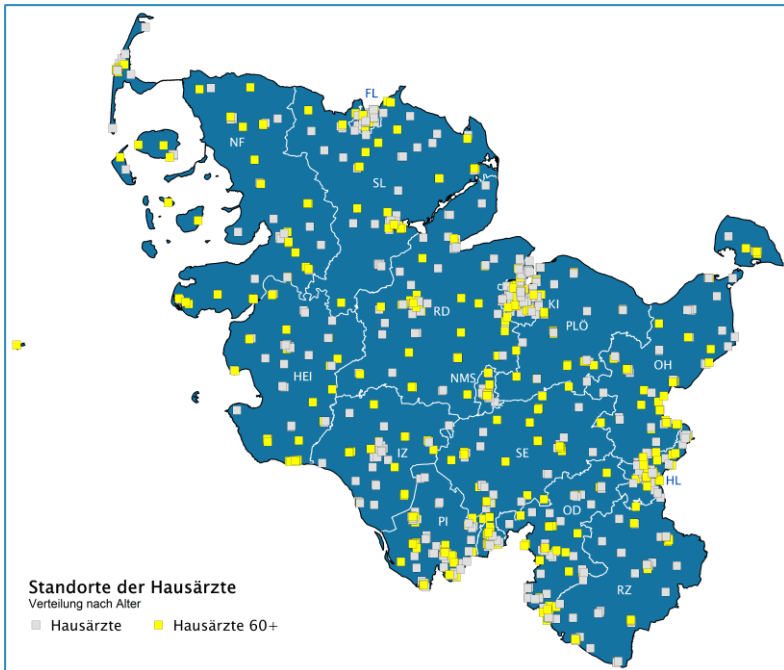 FL
NF
SL
KI
RD
PLÖ
OH
HEI
NMS
IZ
SE
HL
OD
PI
RZ
Standorte der Hausärzte
Verteilung nach Alter
Hausärzte Hausärzte 60+